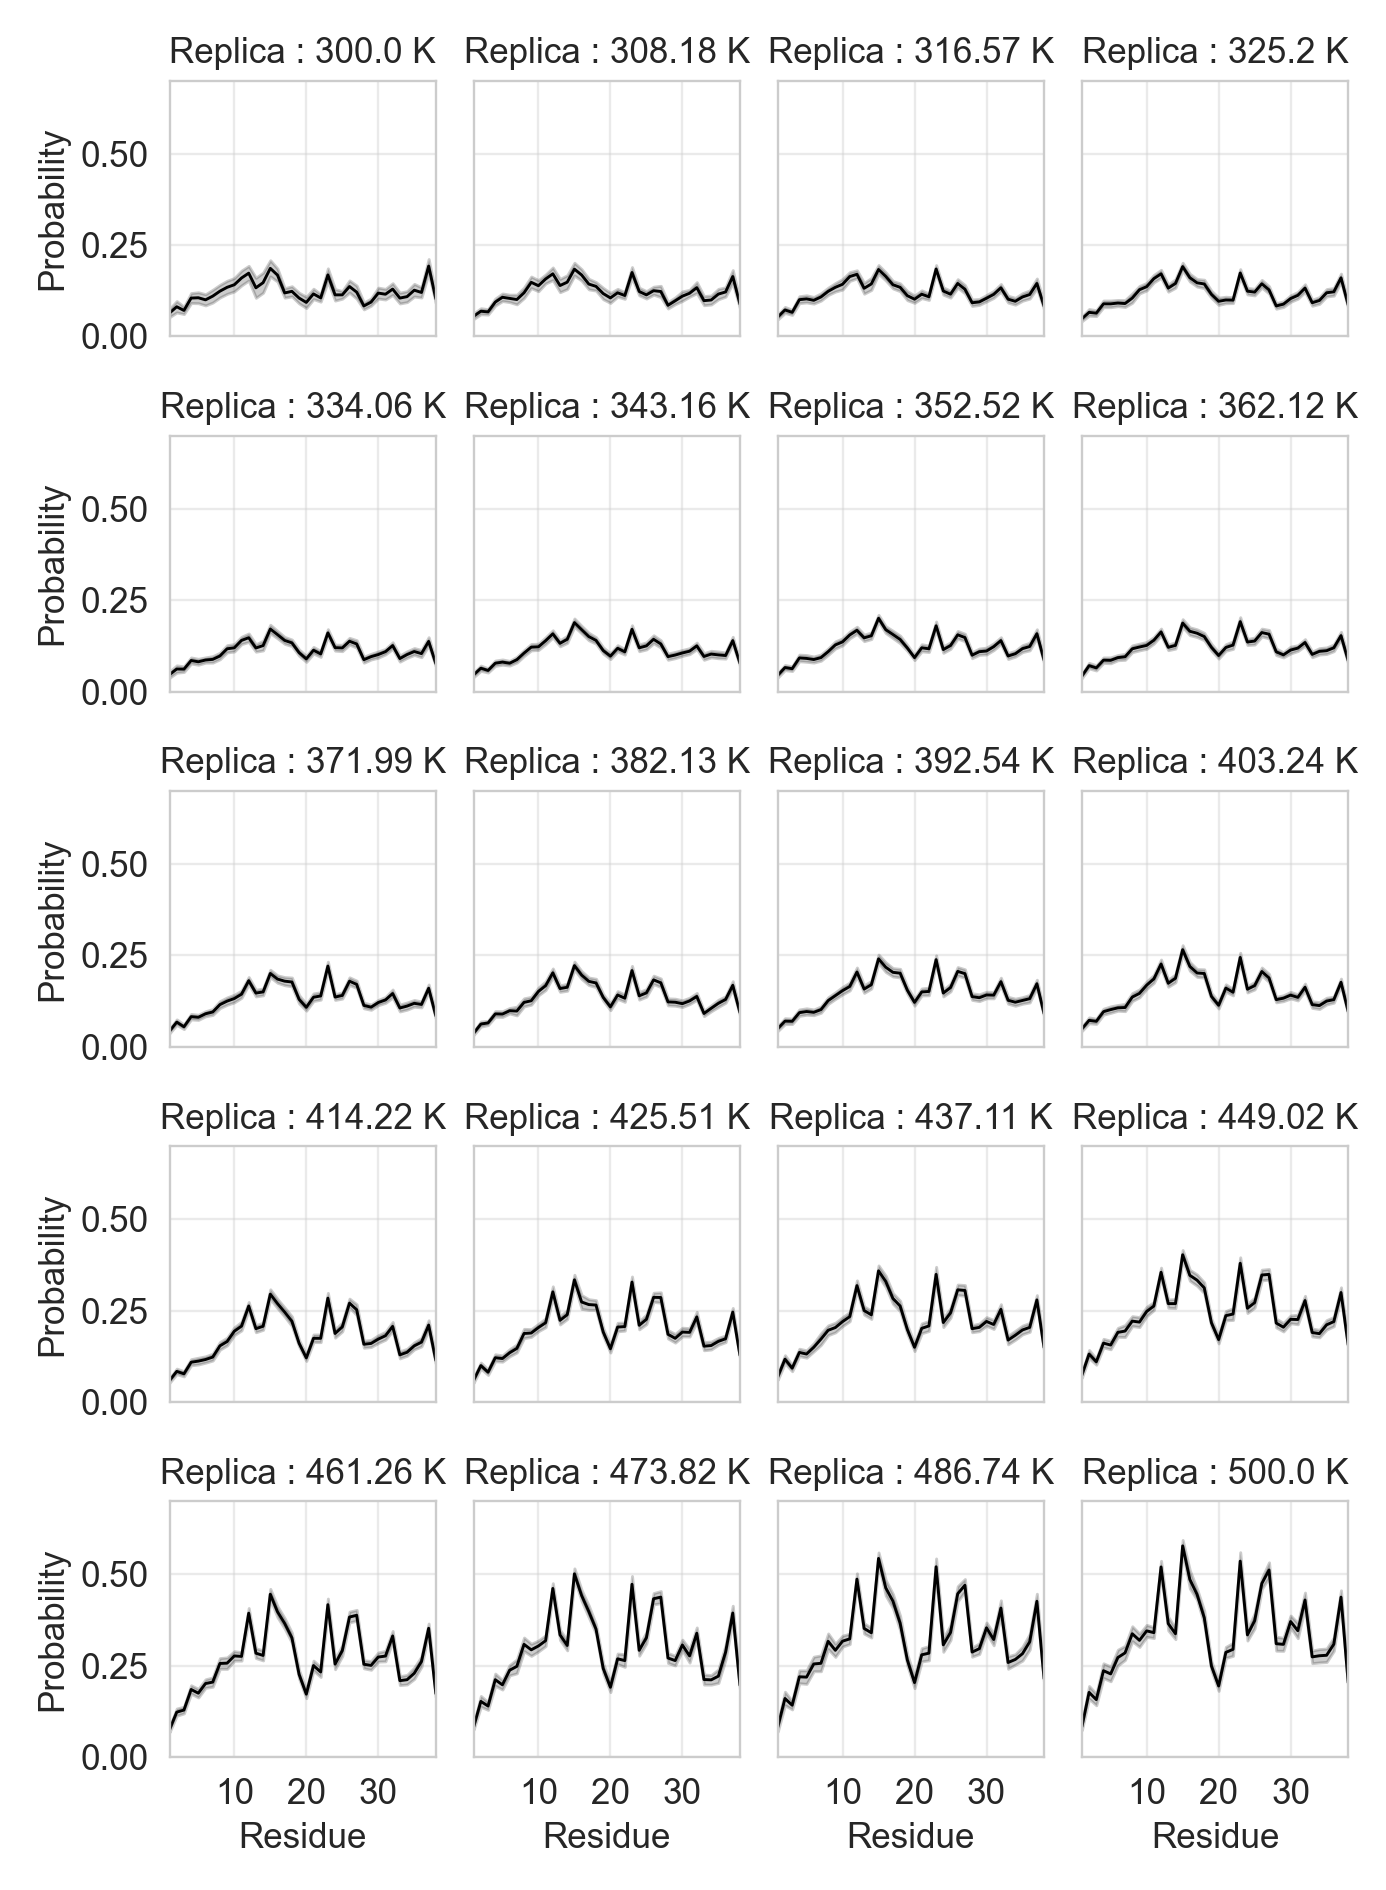 Replica : 300.0 K Replica : 308.18 K Replica : 316.57 K Replica : 325.2 K
Probability
0.50
0.25
0.00
Replica : 334.06 K Replica : 343.16 K Replica : 352.52 K Replica : 362.12 K
Probability
0.50
0.25
0.00
Replica : 371.99 K Replica : 382.13 K Replica : 392.54 K Replica : 403.24 K
Probability
0.50
0.25
0.00
Replica : 414.22 K Replica : 425.51 K Replica : 437.11 K Replica : 449.02 K
Probability
0.50
0.25
0.00
Replica : 461.26 K Replica : 473.82 K Replica : 486.74 K Replica : 500.0 K
Probability
0.50
0.25
0.00
10 20 30 10 20 30 10 20 30 10 20 30
Residue Residue Residue Residue